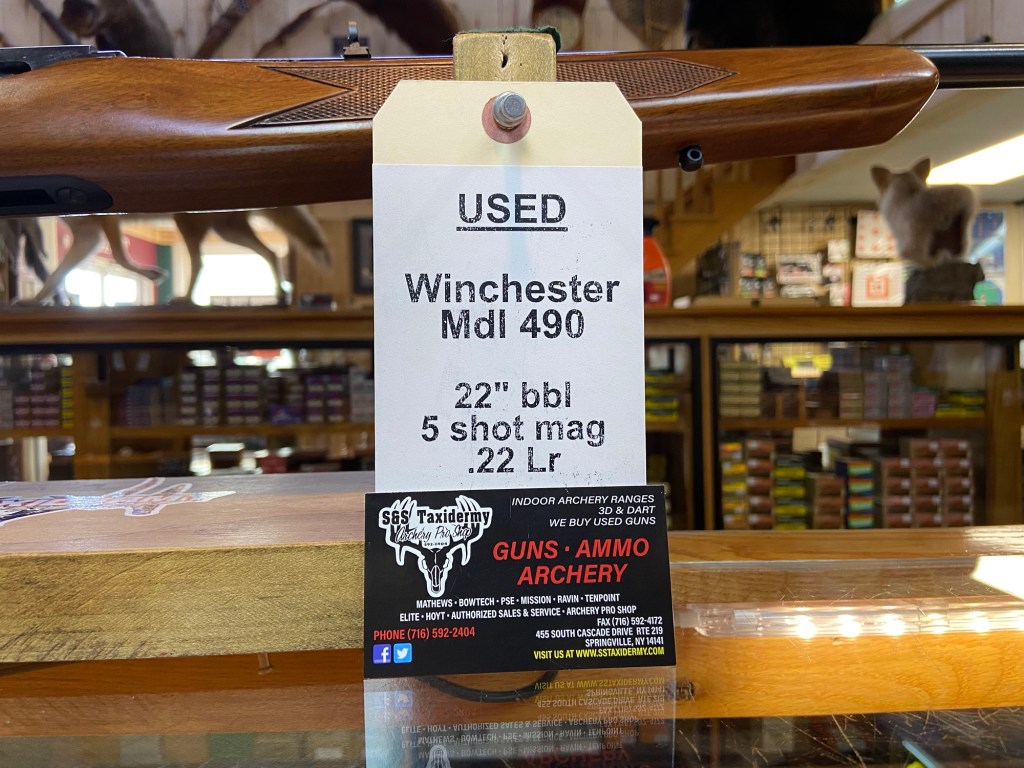 USED
Winchester
Mdl 490
22" bbl
5 shot mag
.22 Lr
S&S Taxidermy
Archery Pro Shop
INDOOR ARCHERY RANGES
3D & DART
WE BUY USED GUNS
GUNS · AMMO
ARCHERY
MATHEWS · BOWTECH · PSE · MISSION · RAVIN · TENPOINT
ELITE · HOYT · AUTHORIZED SALES & SERVICE · ARCHERY PRO SHOP
FAX (716) 592-4172
PHONE (716) 592-2404
455 SOUTH CASCADE DRIVE RTE 219
SPRINGVILLE, NY 14141
VISIT US AT WWW.SSTAXIDERMY.COM